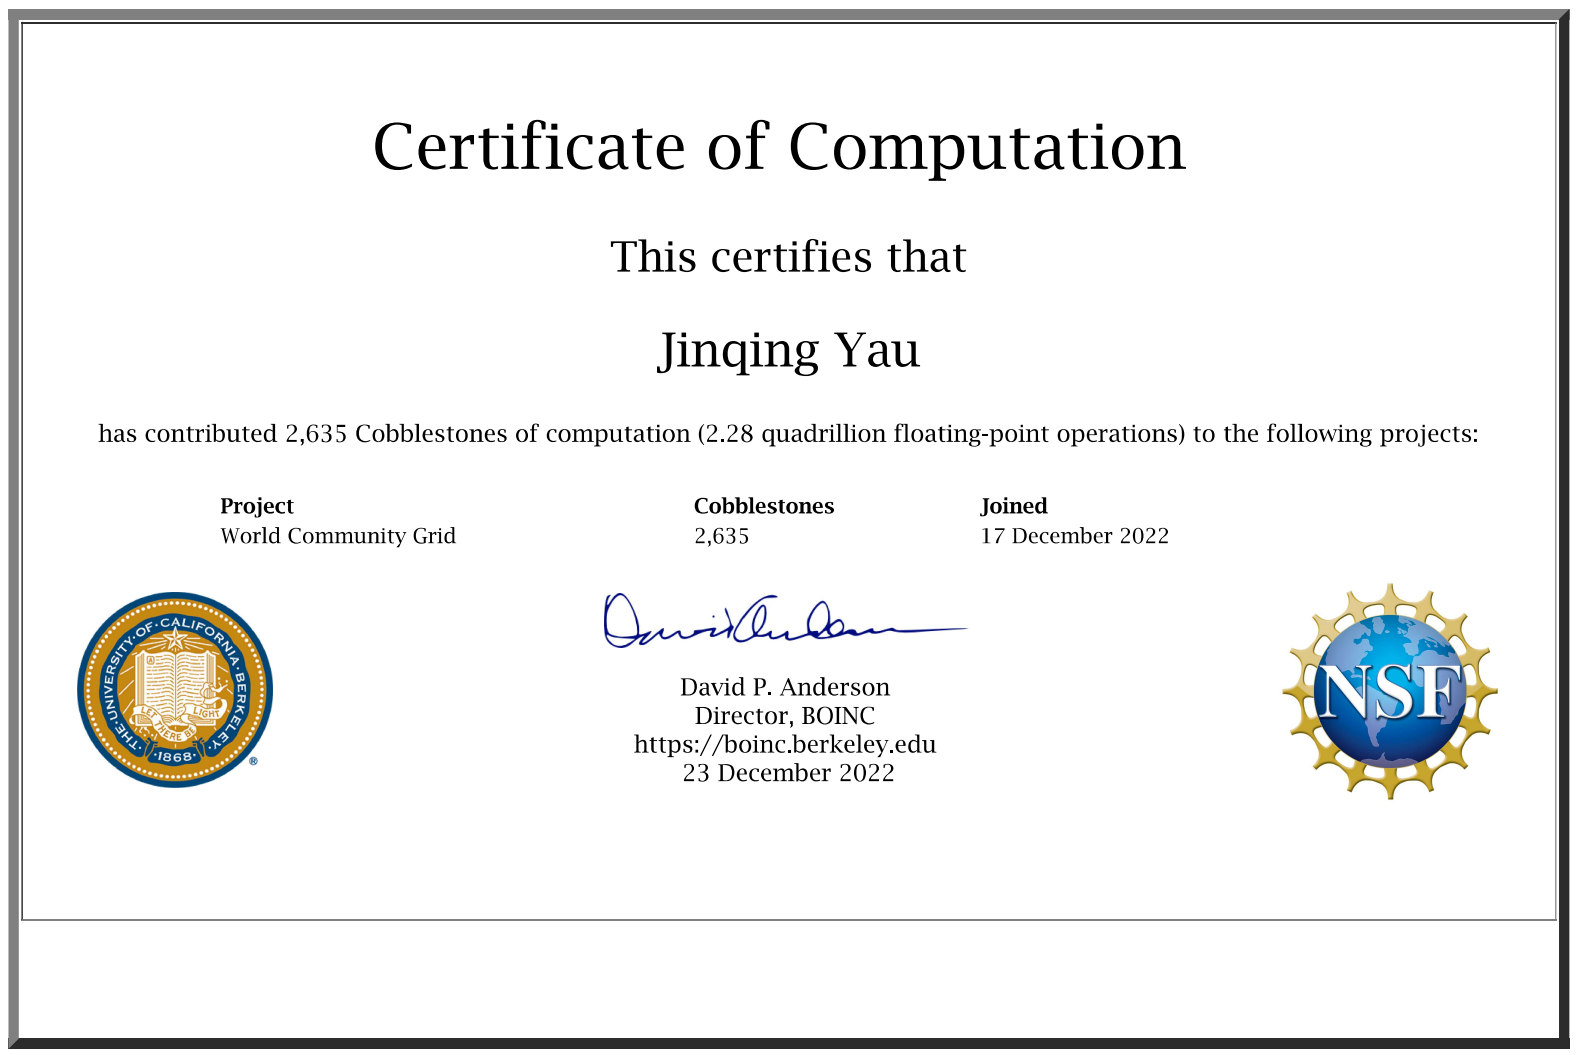 Certificate of Computation
This certifies that
Jinqing Yau
has contributed 2,635 Cobblestones of computation (2.28 quadrillion floating-point operations) to the following projects:
Project Cobblestones Joined
World Community Grid 2,635 17 December 2022
THE·UNIVERSITY·OF·CALIFORNIA·BERKELEY·
A
LET THERE BE LIGHT
·1868·
®
David Anderson
David P. Anderson
Director, BOINC
https://boinc.berkeley.edu
23 December 2022
NSF